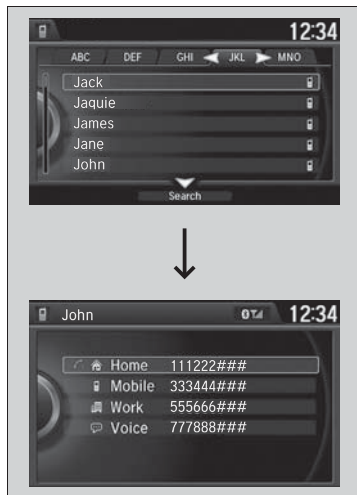 12:34
ABC DEF GHI JKL MNO
Jack
Jaquie
James
Jane
John
Search
John 12:34
Home 111222###
Mobile 333444###
Work 555666###
Voice 777888###